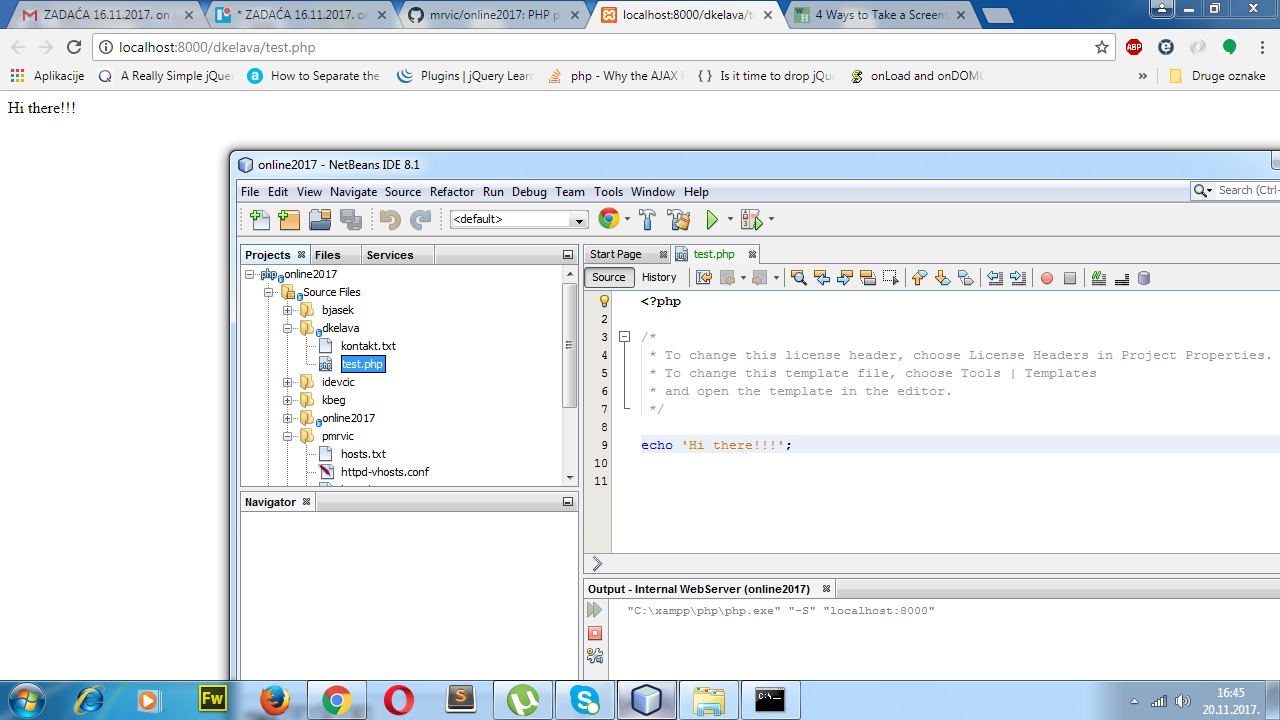 ZADAĆA 16.11.2017. on
* ZADAĆA 16.11.2017. o
mrvic/online2017: PHP p
localhost:8000/dkelava/t
4 Ways to Take a Screens
localhost:8000/dkelava/test.php
ABP
Aplikacije
A Really Simple jQue
How to Separate the
Plugins | jQuery Lear
php - Why the AJAX
Is it time to drop jQu
onLoad and onDOM
»
Druge oznake
Hi there!!!
online2017 - NetBeans IDE 8.1
File Edit View Navigate Source Refactor Run Debug Team Tools Window Help
Search (Ctrl-
<default>
Projects Files Services
Start Page test.php
php online2017
Source Files
bjasek
dkelava
kontakt.txt
test.php
idevcic
kbeg
online2017
pmrvic
hosts.txt
httpd-vhosts.conf
Navigator
Source History
<?php
2
3 /*
4 * To change this license header, choose License Headers in Project Properties.
5 * To change this template file, choose Tools | Templates
6 * and open the template in the editor.
7 */
8
9 echo 'Hi there!!!';
10
11
Output - Internal WebServer (online2017)
"C:\xampp\php\php.exe" "-S" "localhost:8000"
Fw
S
C:\
16:45
20.11.2017.